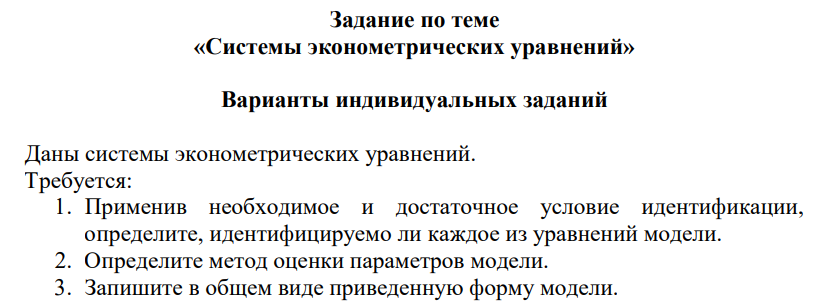 Задание по теме
«Системы эконометрических уравнений»
Варианты индивидуальных заданий
Даны системы эконометрических уравнений.
Требуется:
1. Применив необходимое и достаточное условие идентификации,
определите, идентифицируемо ли каждое из уравнений модели.
2. Определите метод оценки параметров модели.
3. Запишите в общем виде приведенную форму модели.